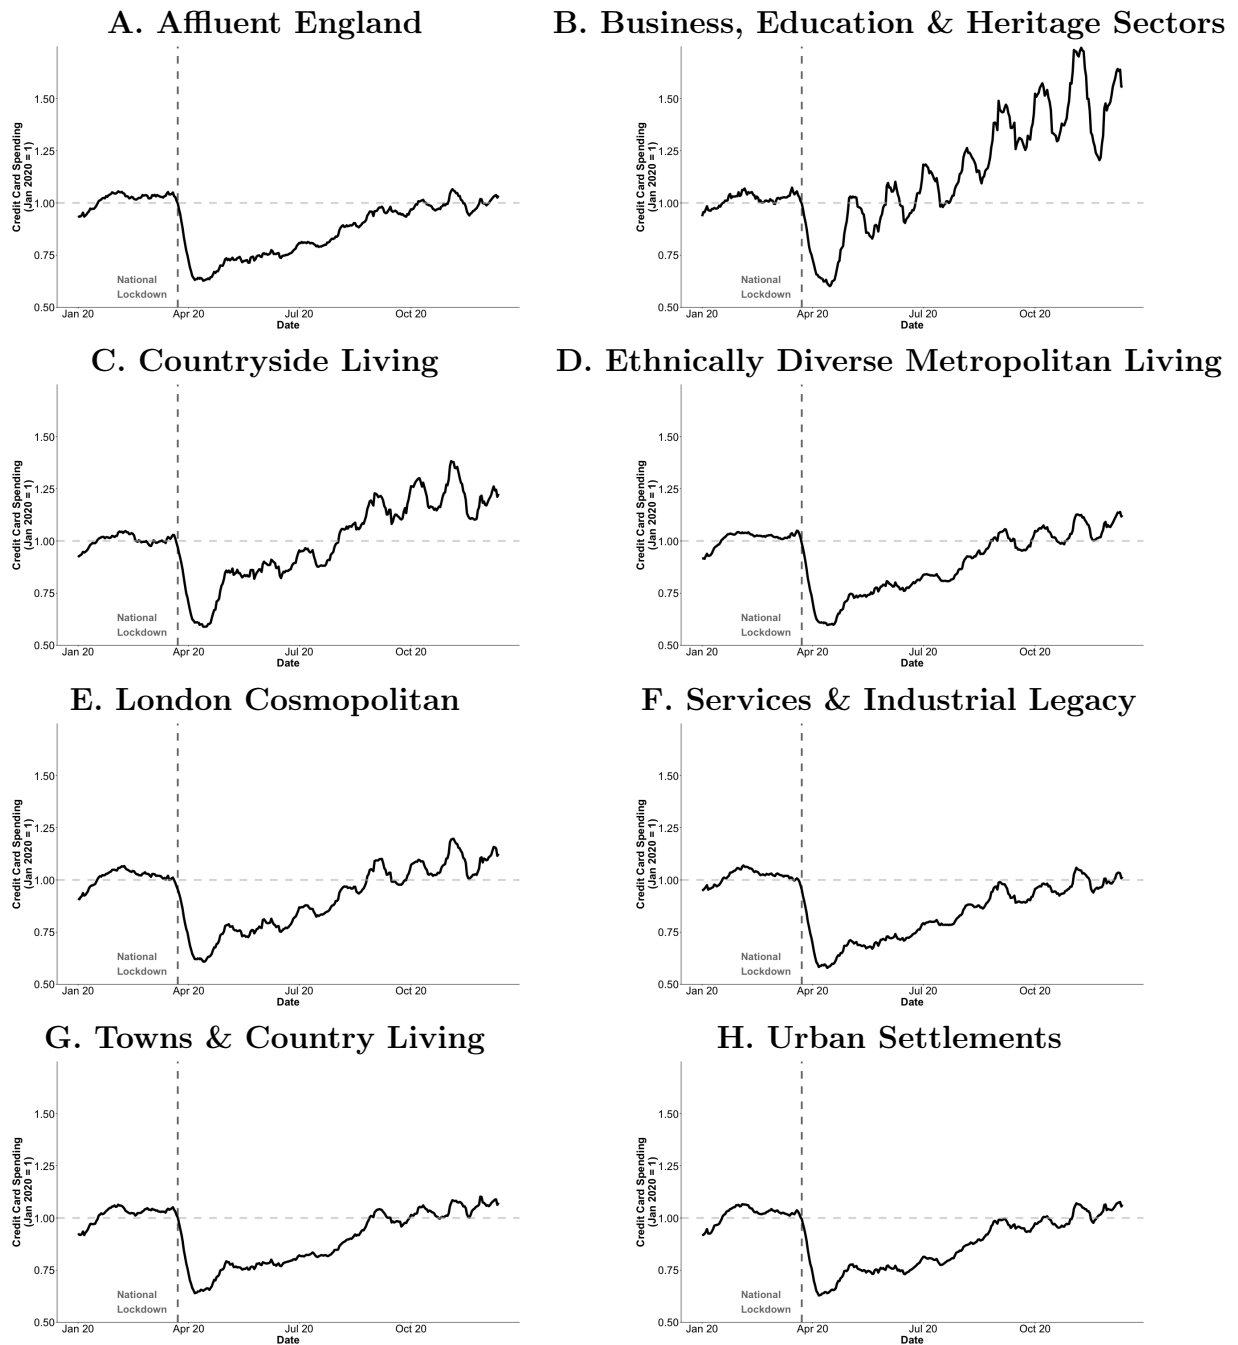 A. Affluent England
Credit Card Spending
(Jan 2020 = 1)
1.50
1.25
1.00
0.75
0.50
National
Lockdown
Jan 20 Apr 20 Jul 20 Oct 20
Date
B. Business, Education & Heritage Sectors
Credit Card Spending
(Jan 2020 = 1)
1.50
1.25
1.00
0.75
0.50
National
Lockdown
Jan 20 Apr 20 Jul 20 Oct 20
Date
C. Countryside Living
Credit Card Spending
(Jan 2020 = 1)
1.50
1.25
1.00
0.75
0.50
National
Lockdown
Jan 20 Apr 20 Jul 20 Oct 20
Date
D. Ethnically Diverse Metropolitan Living
Credit Card Spending
(Jan 2020 = 1)
1.50
1.25
1.00
0.75
0.50
National
Lockdown
Jan 20 Apr 20 Jul 20 Oct 20
Date
E. London Cosmopolitan
Credit Card Spending
(Jan 2020 = 1)
1.50
1.25
1.00
0.75
0.50
National
Lockdown
Jan 20 Apr 20 Jul 20 Oct 20
Date
F. Services & Industrial Legacy
Credit Card Spending
(Jan 2020 = 1)
1.50
1.25
1.00
0.75
0.50
National
Lockdown
Jan 20 Apr 20 Jul 20 Oct 20
Date
G. Towns & Country Living
Credit Card Spending
(Jan 2020 = 1)
1.50
1.25
1.00
0.75
0.50
National
Lockdown
Jan 20 Apr 20 Jul 20 Oct 20
Date
H. Urban Settlements
Credit Card Spending
(Jan 2020 = 1)
1.50
1.25
1.00
0.75
0.50
National
Lockdown
Jan 20 Apr 20 Jul 20 Oct 20
Date